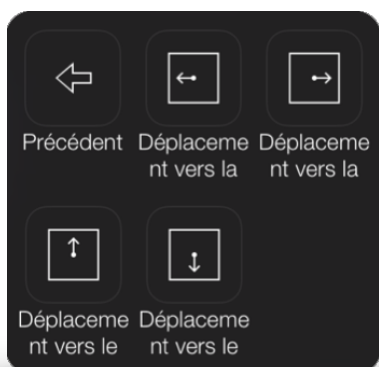 Précédent
Déplaceme
nt vers la
Déplaceme
nt vers la
Déplaceme
nt vers le
Déplaceme
nt vers le